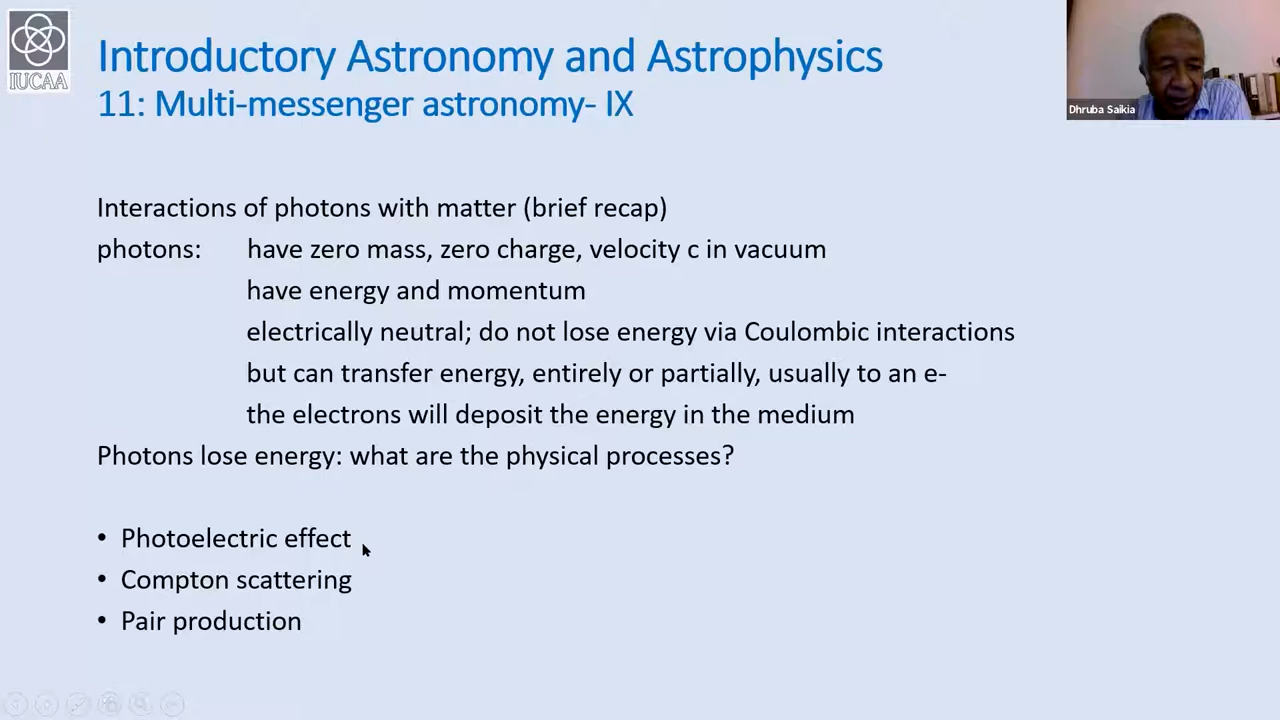 IUCAA
Introductory Astronomy and Astrophysics
11: Multi-messenger astronomy- IX
Dhruba Saikia
Interactions of photons with matter (brief recap)
photons: have zero mass, zero charge, velocity c in vacuum
have energy and momentum
electrically neutral; do not lose energy via Coulombic interactions
but can transfer energy, entirely or partially, usually to an e-
the electrons will deposit the energy in the medium
Photons lose energy: what are the physical processes?
• Photoelectric effect
• Compton scattering
• Pair production